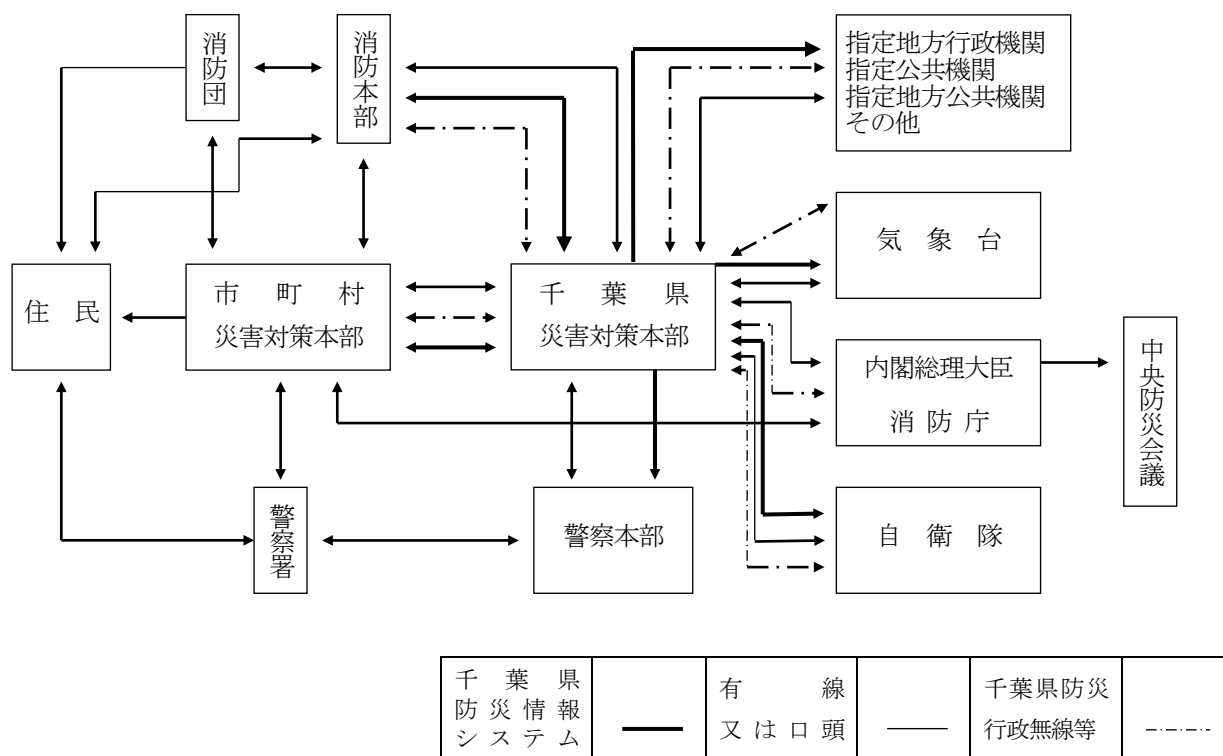 消防団
消防本部
指定地方行政機関
指定公共機関
指定地方公共機関
その他
気象台
住民
市町村
災害対策本部
千葉県
災害対策本部
内閣総理大臣
消防庁
中央防災会議
警察署
警察本部
自衛隊
千葉県
防災情報
システム
有線
又は口頭
千葉県防災
行政無線等